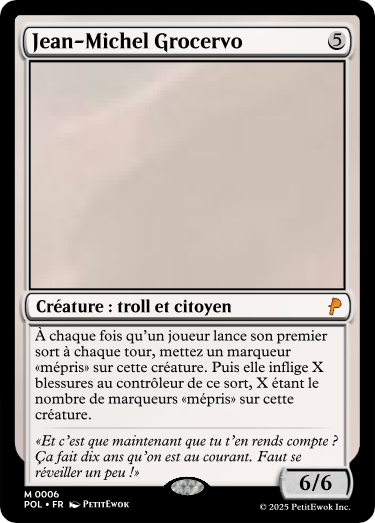 Jean-Michel Grocervo
5
Créature : troll et citoyen
À chaque fois qu'un joueur lance son premier
sort à chaque tour, mettez un marqueur
«mépris» sur cette créature. Puis elle inflige X
blessures au contrôleur de ce sort, X étant le
nombre de marqueurs «mépris» sur cette
créature.
«Et c'est que maintenant que tu t'en rends compte ?
Ça fait dix ans qu'on est au courant. Faut se
réveiller un peu !»
6/6
M 0006
POL • FR PetitEwok
© 2025 PetitEwok Inc.